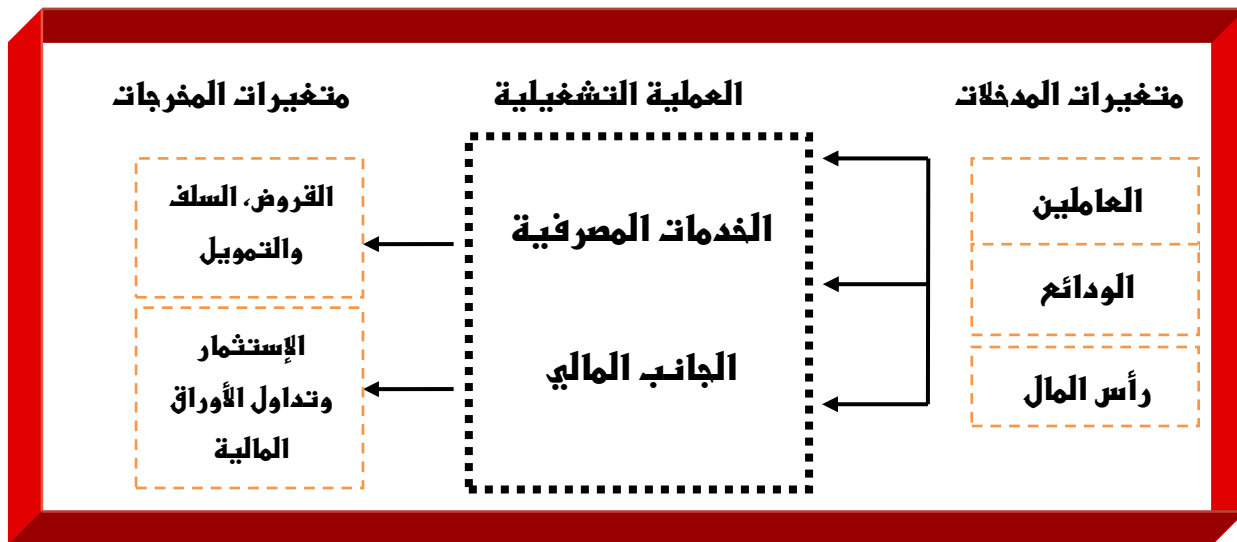 متغيرات المدخلات
العملية التشغيلية
متغيرات المخرجات
العاملين
الودائع
رأس المال
الخدمات المصرفية
الجانب المالي
القروض، السلف
والتمويل
الإستثمار
وتداول الأوراق
المالية